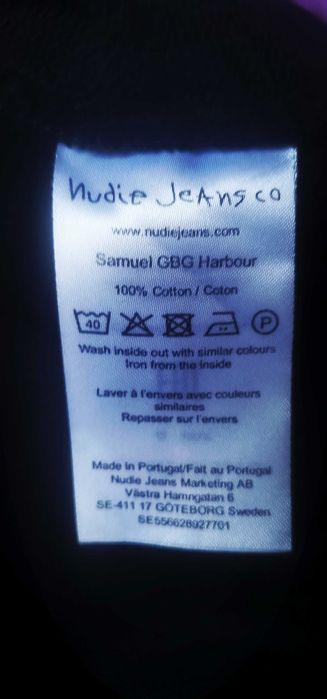 nudie Jeans co
www.nudiejeans.com
Samuel GBG Harbour
100% Cotton / Coton
40 P
Wash inside out with similar colours
Iron from the inside
Laver à l'envers avec couleurs
similaires
Repasser sur l'envers
Made in Portugal/Fait au Portugal
Nudie Jeans Marketing AB
Västra Hamngatan 6
SE-411 17 GÖTEBORG Sweden
SE556628927701